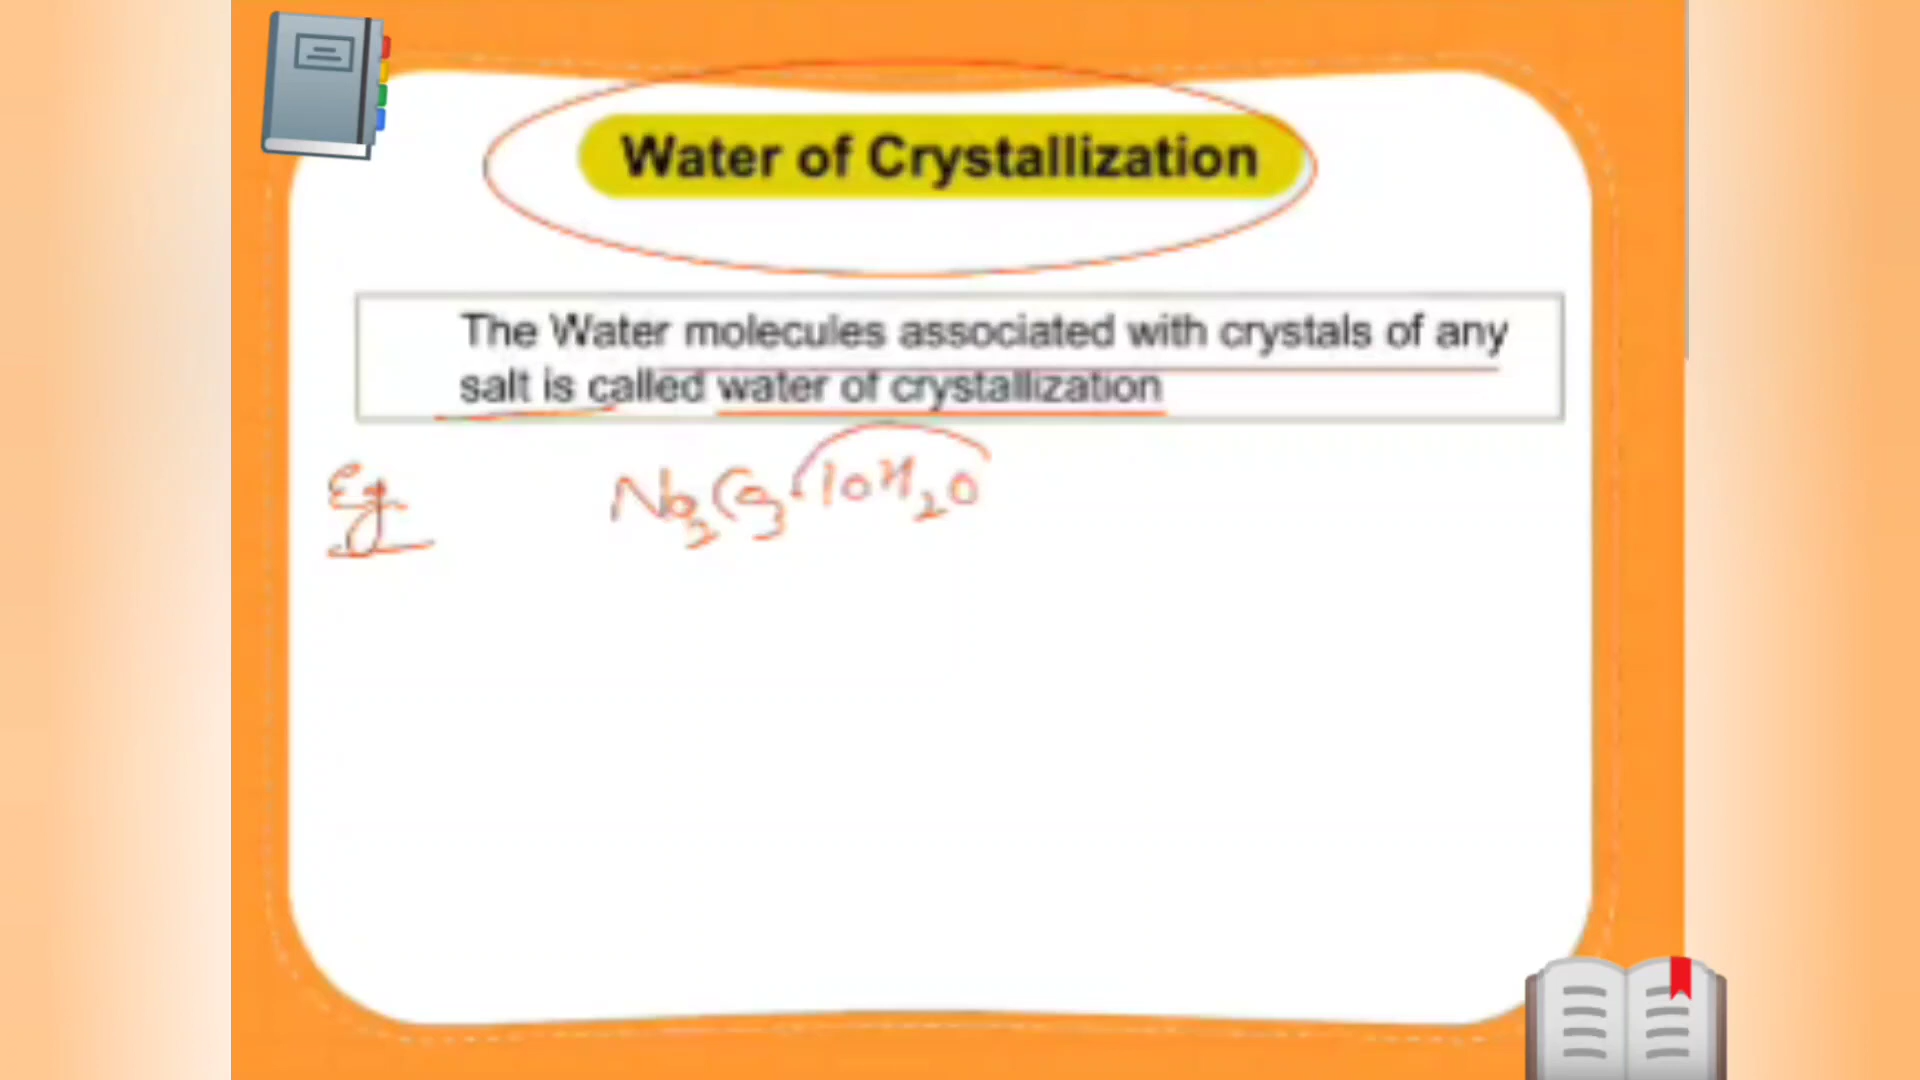 Water of Crystallization
The Water molecules associated with crystals of any
salt is called water of crystallization
Eg Na₂CO₃.10H₂O